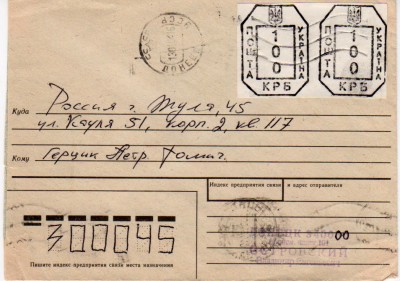 ПОШТА 100 УКРАЇНА КРБ
ПОШТА 100 УКРАЇНА КРБ
Куда Россия г. Тула, 45
ул. Кауля 51, корп. 2, кв. 117
Кому Герцик Петр Фомич.
Индекс предприятия связи и адрес отправителя
300045
00
Пишите индекс предприятия связи места назначения